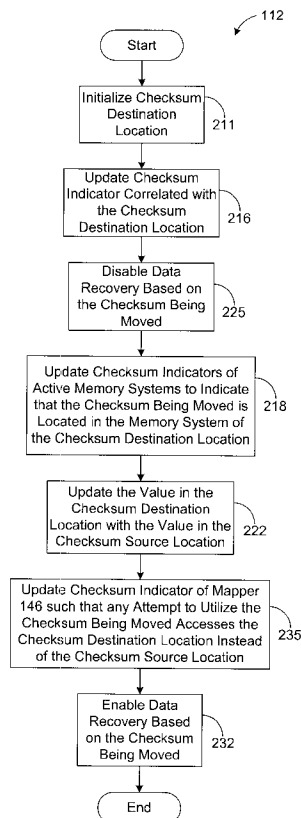 112
Start
Initialize Checksum
Destination
Location
211
Update Checksum
Indicator Correlated with
the Checksum
Destination Location
216
Disable Data
Recovery Based on
the Checksum Being
Moved
225
Update Checksum Indicators of
Active Memory Systems to Indicate
that the Checksum Being Moved is
Located in the Memory System of
the Checksum Destination Location
218
Update the Value in the
Checksum Destination
Location with the Value in the
Checksum Source Location
222
Update Checksum Indicator of Mapper
146 such that any Attempt to Utilize the
Checksum Being Moved Accesses the
Checksum Destination Location Instead
of the Checksum Source Location
235
Enable Data
Recovery Based
on the Checksum
Being Moved
232
End